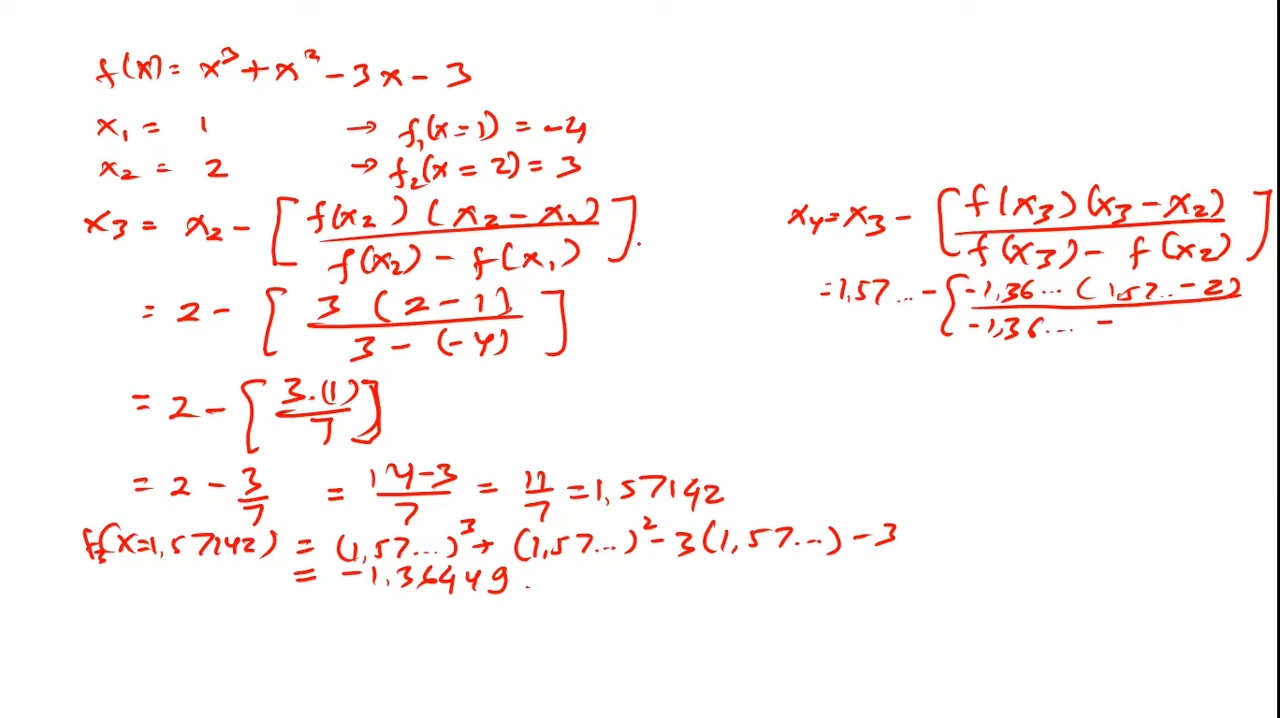 f(x) = x³ + x² - 3x - 3
x₁ = 1 → f₁(x=1) = -4
x₂ = 2 → f₂(x = 2) = 3
x₃ = x₂ - [f(x₂)(x₂ - x₁) / f(x₂) - f(x₁)].
= 2 - [3 (2 - 1) / 3 - (-4)]
= 2 - [3.(1) / 7]
= 2 - 3/7 = 14-3/7 = 11/7 = 1,57142
f₃(x=1,57142) = (1,57...)³ + (1,57...)² - 3(1,57...) - 3
= -1,36449.
x₄ = x₃ - [f(x₃)(x₃ - x₂) / f(x₃) - f(x₂)]
= 1,57... - [-1,36... (1,57... - 2) / -1,36... -